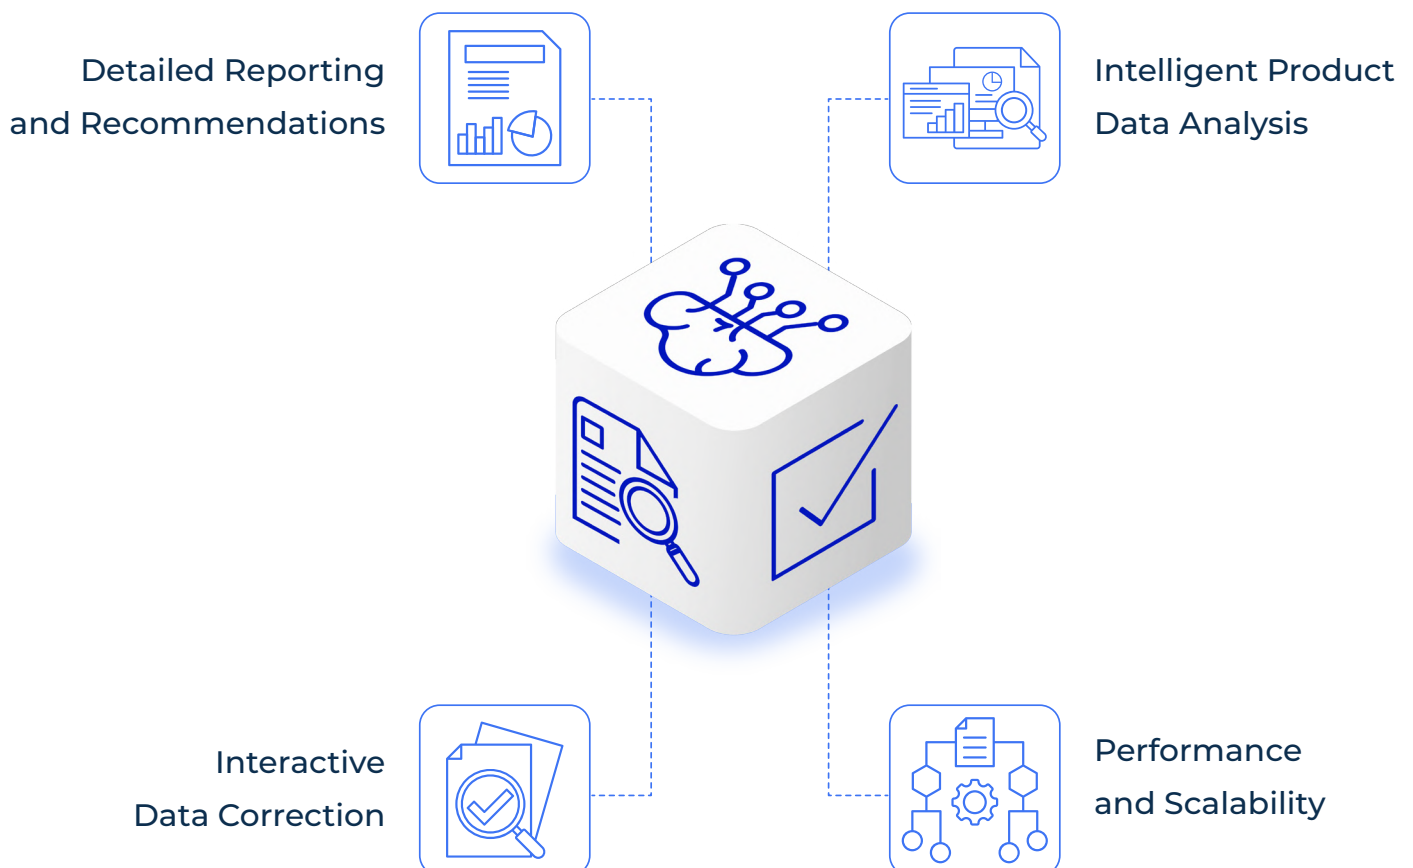 Detailed Reporting
and Recommendations
Intelligent Product
Data Analysis
Interactive
Data Correction
Performance
and Scalability